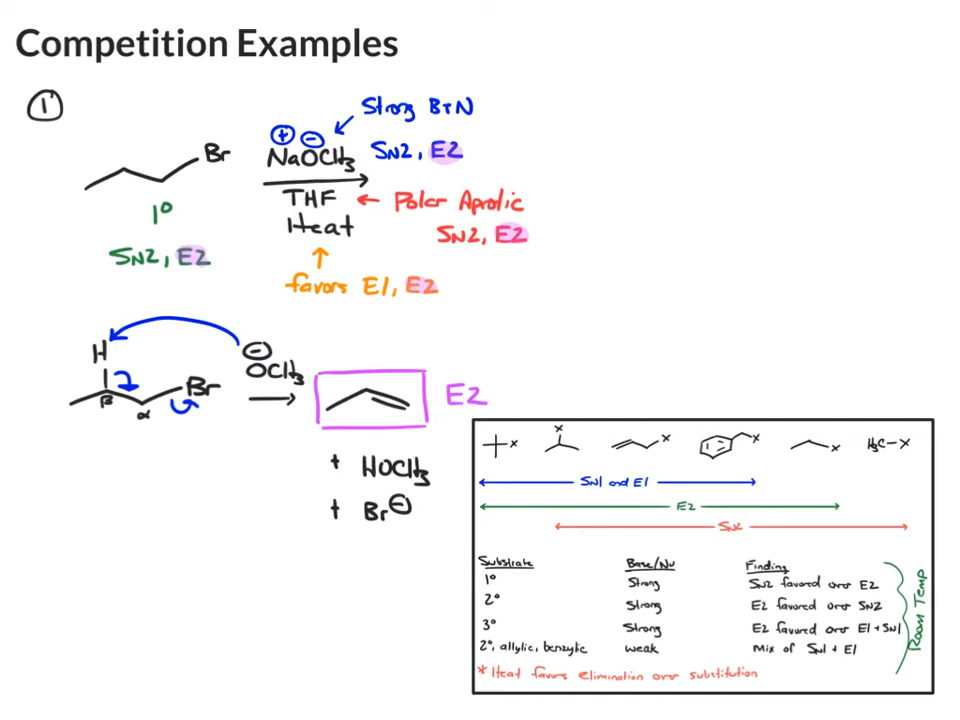 Competition Examples
1
Strong B+N
⊕ ⊖
Br NaOCH3 SN2, E2
THF ← Polar Aprotic
1° Heat SN2, E2
SN2, E2 ↑
favors E1, E2
H ⊖
OCH3
Br
β α
→ E2
+ HOCH3
+ Br⊖
X X X X X H3C-X
SN1 and E1
E2
SN2
Substrate Base/Nu Finding
1° Strong SN2 favored over E2
2° Strong E2 favored over SN2
3° Strong E2 favored over E1 + SN1
2°, allylic, benzylic weak Mix of SN1 + E1
* Heat favors elimination over substitution
Room Temp